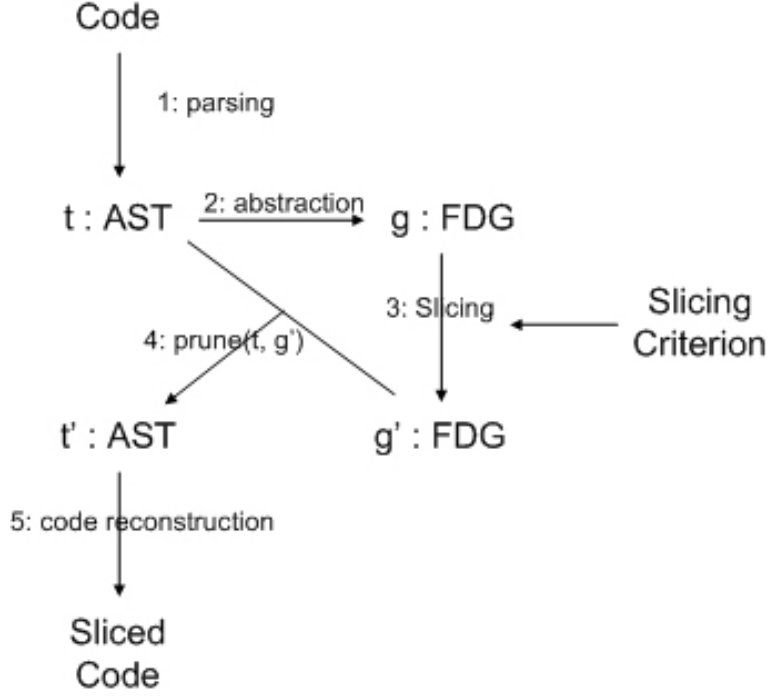 Code
1: parsing
t : AST
2: abstraction
g : FDG
3: Slicing
Slicing
Criterion
4: prune(t, g')
t' : AST
g' : FDG
5: code reconstruction
Sliced
Code